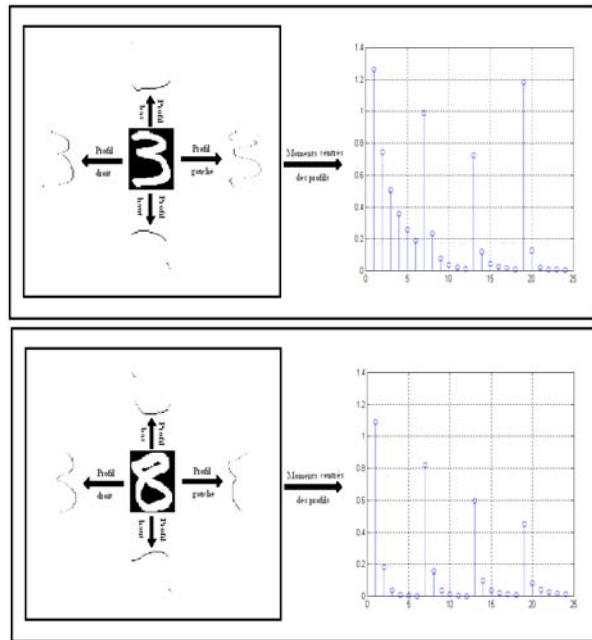 Profil
bas
Profil
droit
3
Profil
gauche
Profil
haut
Moments centrés
des profils
1.4
1.2
1
0.8
0.6
0.4
0.2
0
0 5 10 15 20 25
Profil
bas
Profil
droit
8
Profil
gauche
Profil
haut
Moments centrés
des profils
1.4
1.2
1
0.8
0.6
0.4
0.2
0
0 5 10 15 20 25